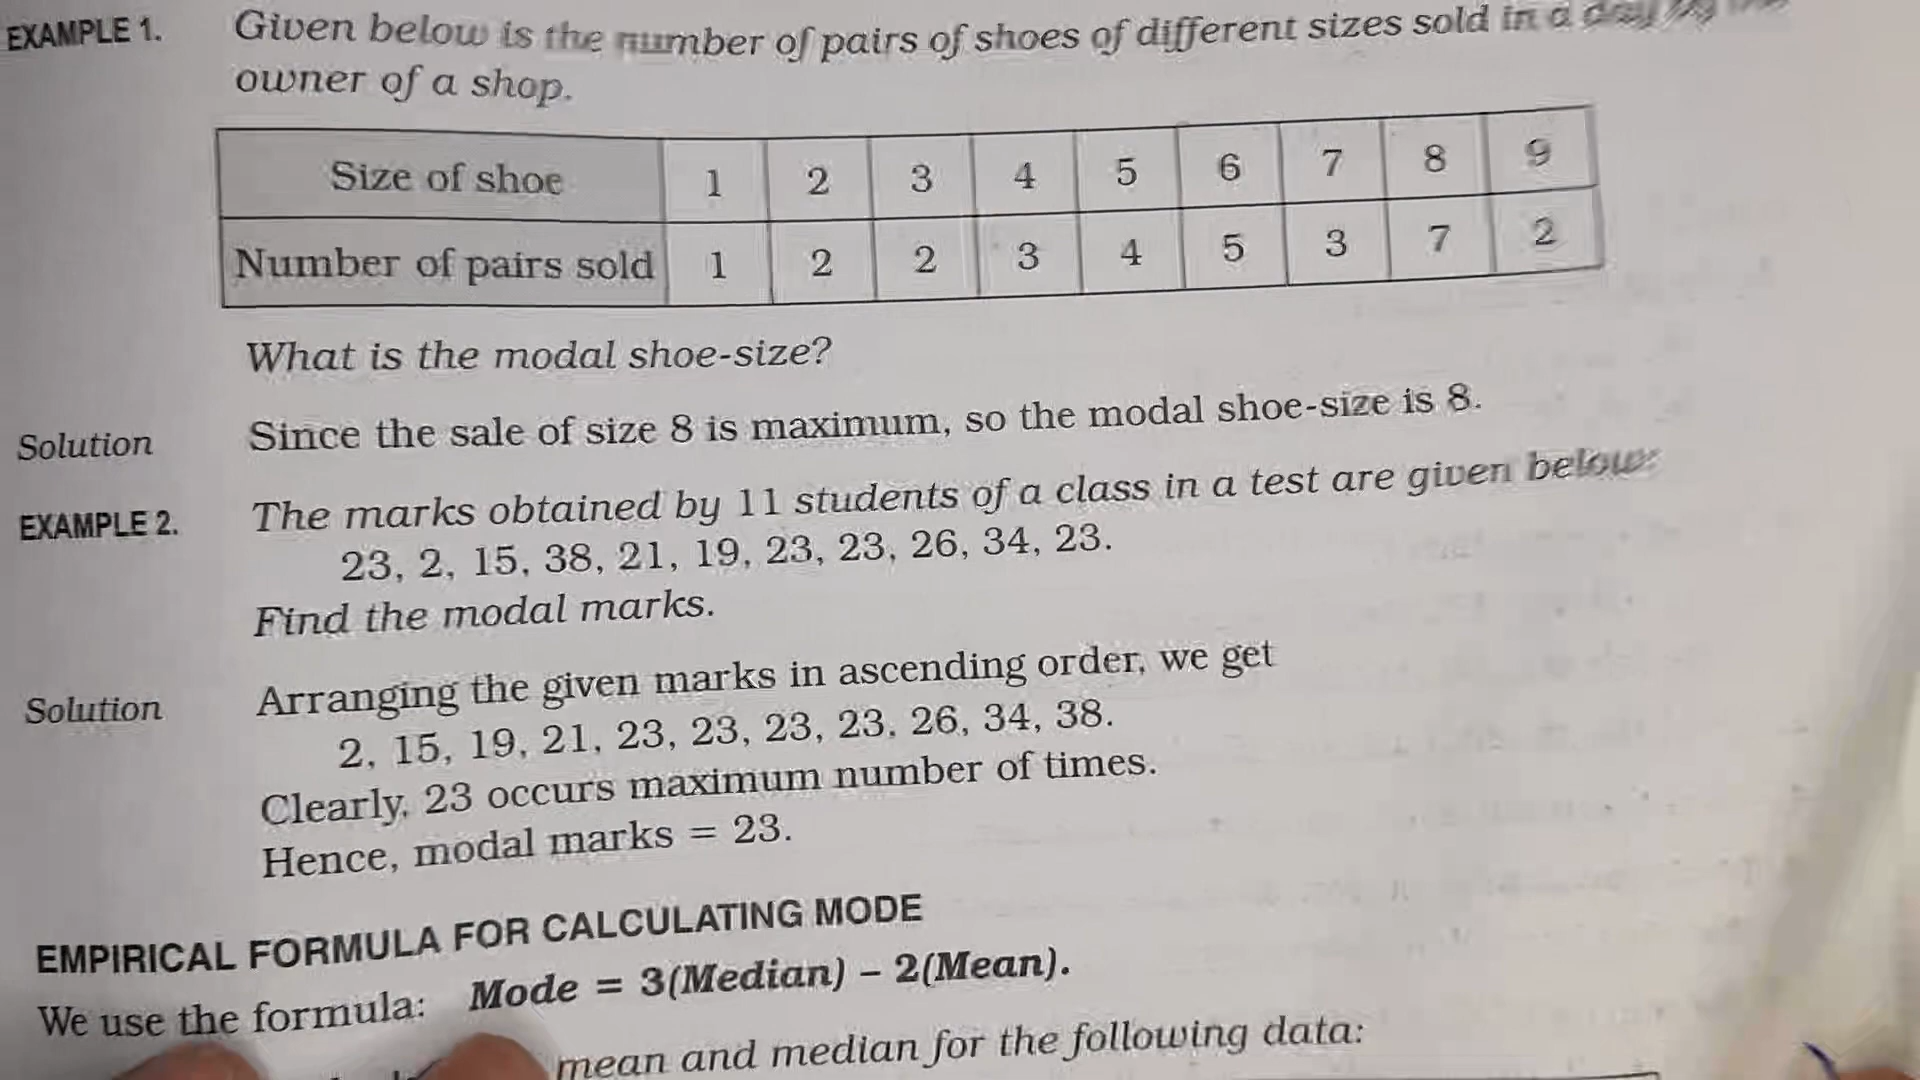 EXAMPLE 1. Given below is the number of pairs of shoes of different sizes sold in a day
owner of a shop.
Size of shoe 1 2 3 4 5 6 7 8 9
Number of pairs sold 1 2 2 3 4 5 3 7 2
What is the modal shoe-size?
Solution Since the sale of size 8 is maximum, so the modal shoe-size is 8.
EXAMPLE 2. The marks obtained by 11 students of a class in a test are given below:
23, 2, 15, 38, 21, 19, 23, 23, 26, 34, 23.
Find the modal marks.
Solution Arranging the given marks in ascending order, we get
2, 15, 19, 21, 23, 23, 23, 23, 26, 34, 38.
Clearly, 23 occurs maximum number of times.
Hence, modal marks = 23.
EMPIRICAL FORMULA FOR CALCULATING MODE
We use the formula: Mode = 3(Median) – 2(Mean).
mean and median for the following data: